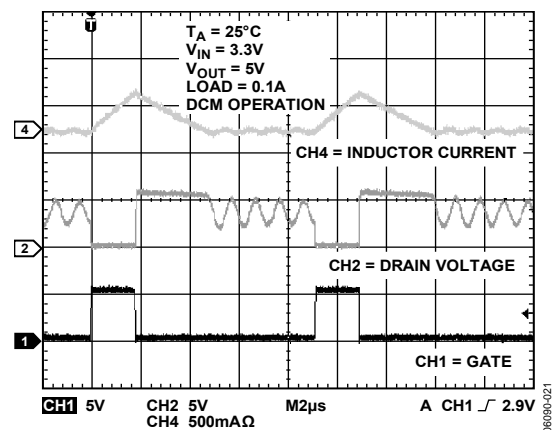 T
TA = 25°C
VIN = 3.3V
VOUT = 5V
LOAD = 0.1A
DCM OPERATION
4
CH4 = INDUCTOR CURRENT
2
CH2 = DRAIN VOLTAGE
1
CH1 = GATE
CH1 5V CH2 5V M2µs A CH1 2.9V
CH4 500mAΩ
06090-021